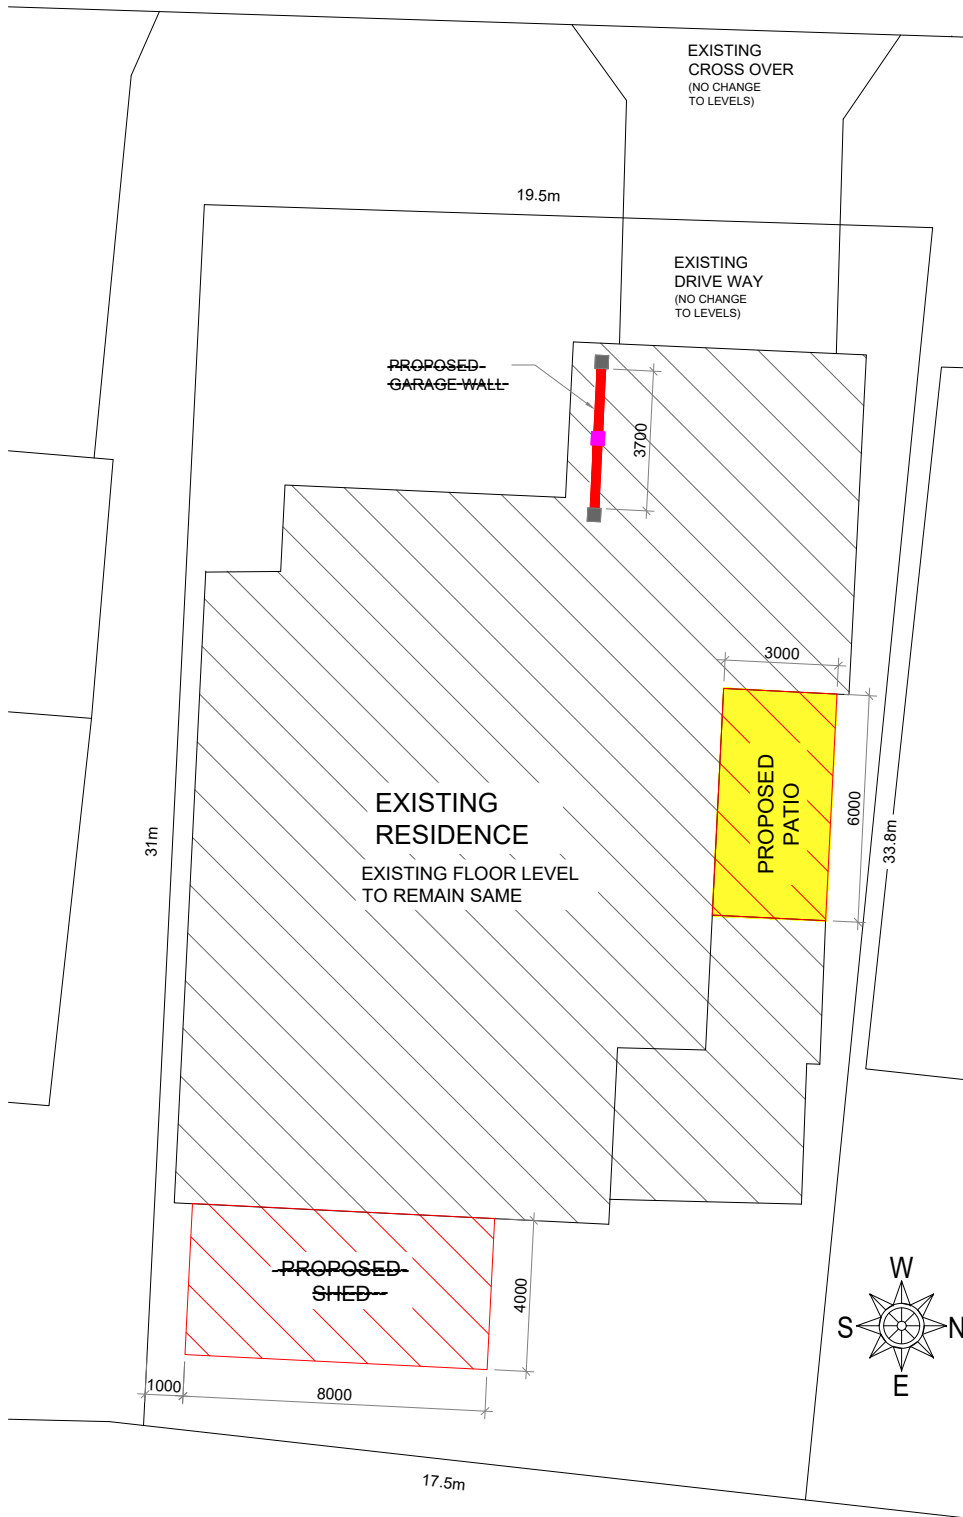 EXISTING
CROSS OVER
(NO CHANGE
TO LEVELS)
19.5m
EXISTING
DRIVE WAY
(NO CHANGE
TO LEVELS)
PROPOSED
GARAGE WALL
3700
3000
PROPOSED
PATIO
6000
33.8m
31m
EXISTING
RESIDENCE
EXISTING FLOOR LEVEL
TO REMAIN SAME
PROPOSED
SHED
4000
1000
8000
17.5m
W
S
N
E